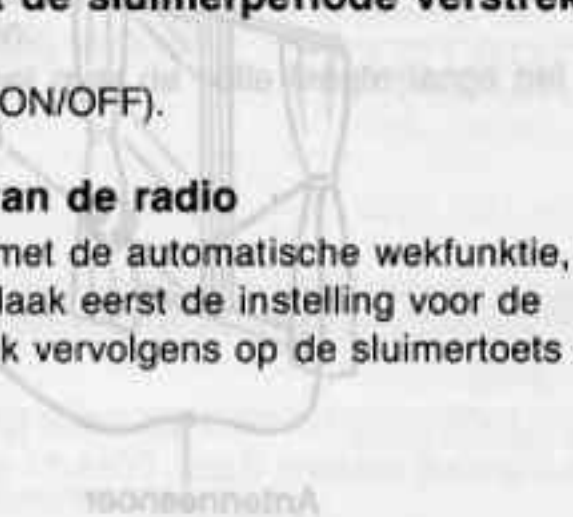 de sluimerperiode verstrek
ON/OFF).
an de radio
met de automatische wekfunktie,
laak eerst de instelling voor de
k vervolgens op de sluimertoets
Antennesnoer